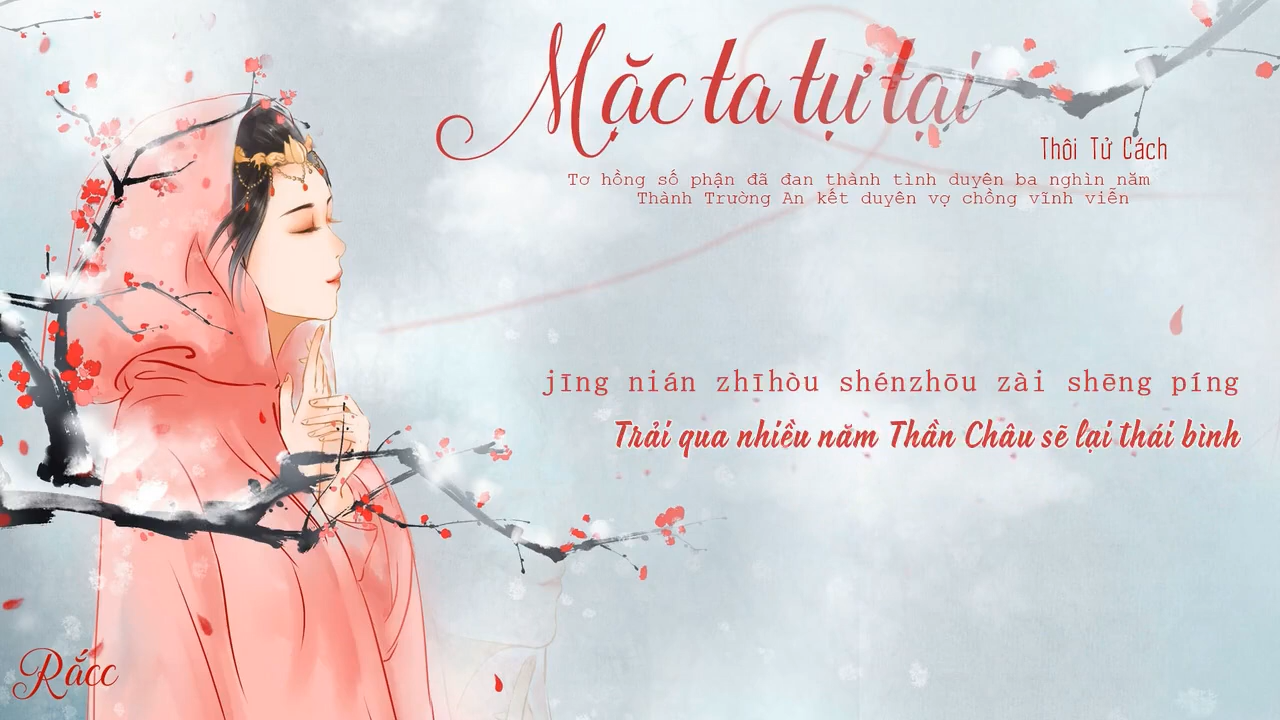 Mặc ta tự tại
Thôi Tử Cách
Tơ hồng số phận đã đan thành tình duyên ba nghìn năm
Thành Trường An kết duyên vợ chồng vĩnh viễn
jīng nián zhīhòu shénzhōu zài shēng píng
Trải qua nhiều năm Thần Châu sẽ lại thái bình
Rắcc